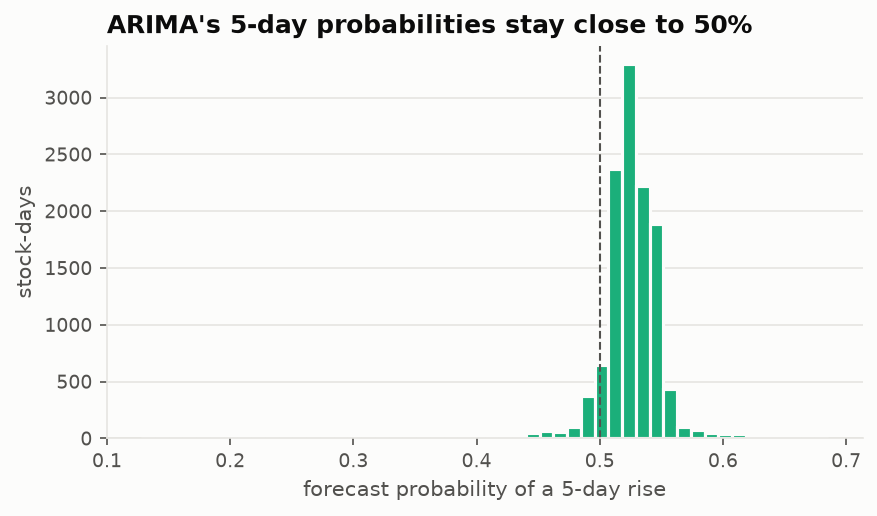 ARIMA's 5-day probabilities stay close to 50%
stock-days
3000
2500
2000
1500
1000
500
0
0.1 0.2 0.3 0.4 0.5 0.6 0.7
forecast probability of a 5-day rise